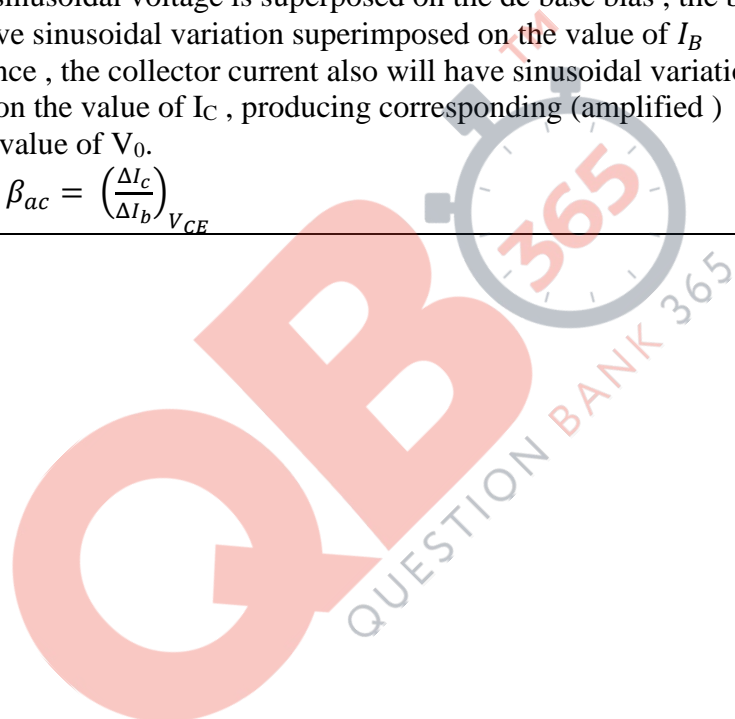 sinusoidal voltage is superposed on the dc base bias , the b
ve sinusoidal variation superimposed on the value of I_B
nce , the collector current also will have sinusoidal variatio
on the value of I_C , producing corresponding (amplified )
value of V_0.
β_ac = (ΔI_c/ΔI_b)_V_CE
TM
365
QB
QUESTION BANK 365